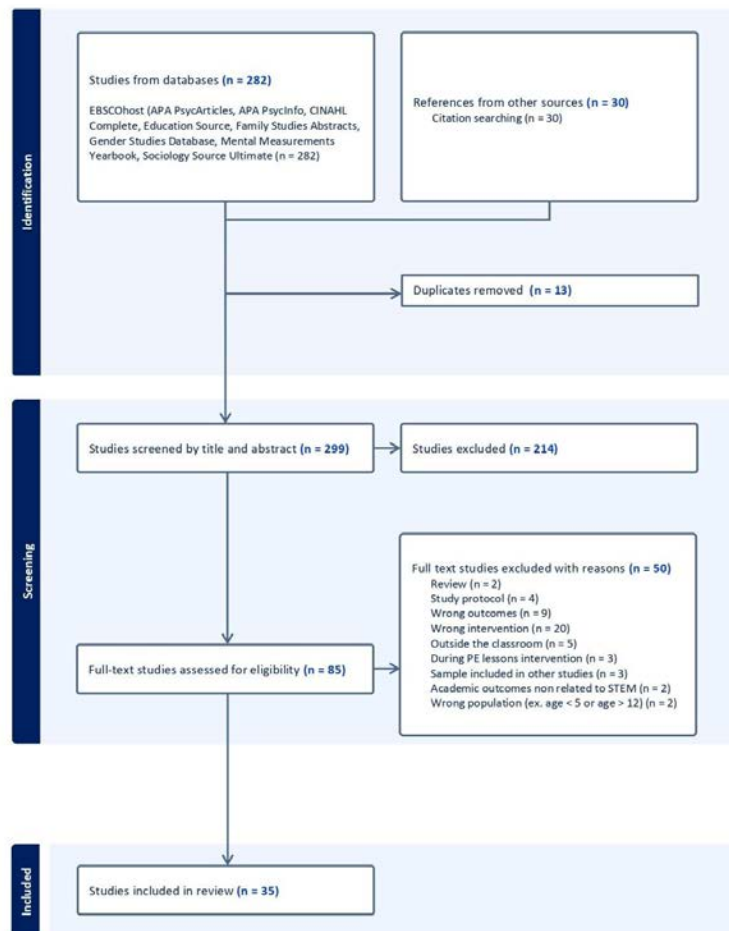 Identification
Studies from databases (n = 282)
EBSCOhost (APA PsycArticles, APA PsycInfo, CINAHL
Complete, Education Source, Family Studies Abstracts,
Gender Studies Database, Mental Measurements
Yearbook, Sociology Source Ultimate (n = 282)
References from other sources (n = 30)
Citation searching (n = 30)
Duplicates removed (n = 13)
Screening
Studies screened by title and abstract (n = 299)
Studies excluded (n = 214)
Full-text studies assessed for eligibility (n = 85)
Full text studies excluded with reasons (n = 50)
Review (n = 2)
Study protocol (n = 4)
Wrong outcomes (n = 9)
Wrong intervention (n = 20)
Outside the classroom (n = 5)
During PE lessons intervention (n = 3)
Sample included in other studies (n = 3)
Academic outcomes non related to STEM (n = 2)
Wrong population (ex. age < 5 or age > 12) (n = 2)
Included
Studies included in review (n = 35)